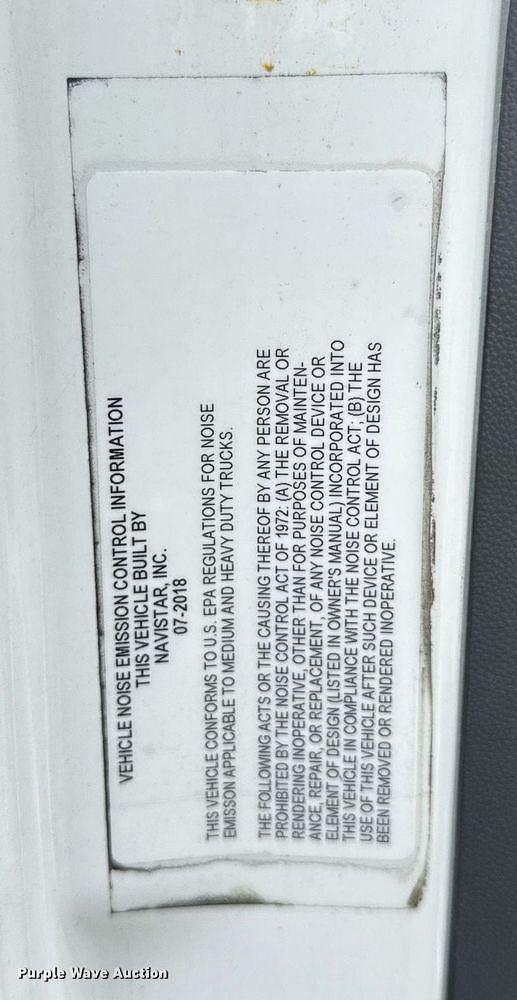 VEHICLE NOISE EMISSION CONTROL INFORMATION
THIS VEHICLE BUILT BY
NAVISTAR, INC.
07-2018
THIS VEHICLE CONFORMS TO U.S. EPA REGULATIONS FOR NOISE
EMISSON APPLICABLE TO MEDIUM AND HEAVY DUTY TRUCKS.
THE FOLLOWING ACTS OR THE CAUSING THEREOF BY ANY PERSON ARE
PROHIBITED BY THE NOISE CONTROL ACT OF 1972: (A) THE REMOVAL OR
RENDERING INOPERATIVE, OTHER THAN FOR PURPOSES OF MAINTEN-
ANCE, REPAIR, OR REPLACEMENT, OF ANY NOISE CONTROL DEVICE OR
ELEMENT OF DESIGN (LISTED IN OWNER'S MANUAL) INCORPORATED INTO
THIS VEHICLE IN COMPLIANCE WITH THE NOISE CONTROL ACT; (B) THE
USE OF THIS VEHICLE AFTER SUCH DEVICE OR ELEMENT OF DESIGN HAS
BEEN REMOVED OR RENDERED INOPERATIVE.
Purple Wave Auction